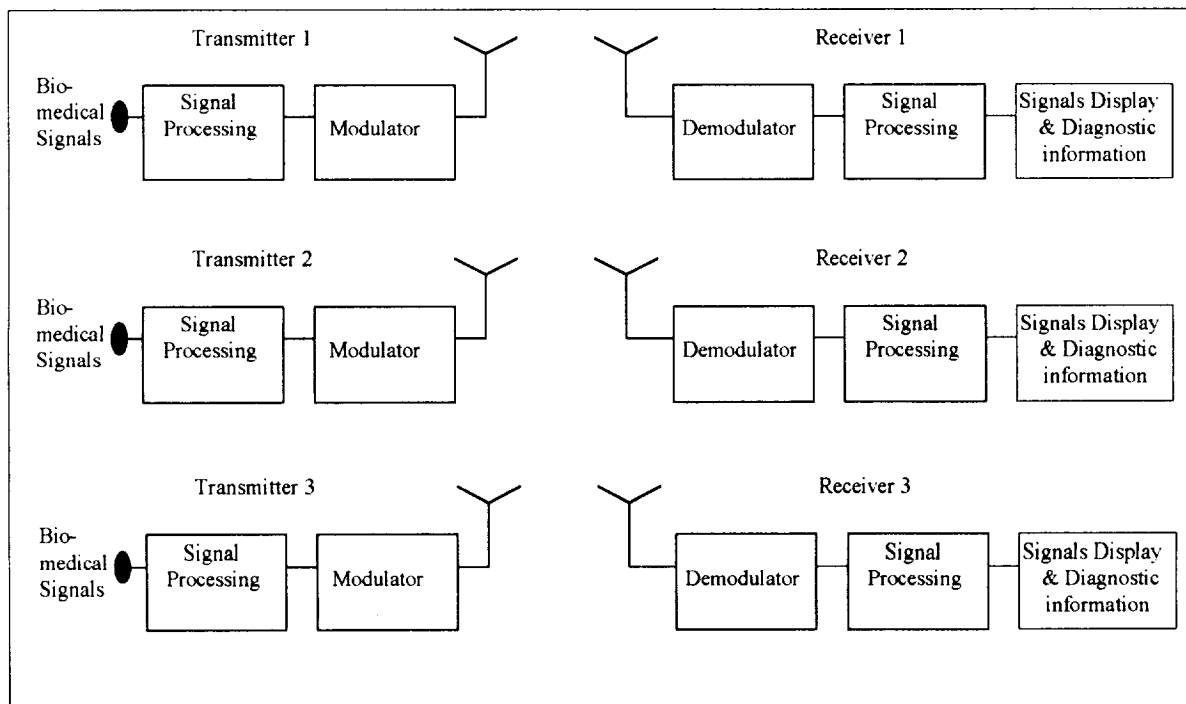 Transmitter 1
Receiver 1
Bio-
medical
Signals
Signal
Processing
Modulator
Demodulator
Signal
Processing
Signals Display
& Diagnostic
information
Transmitter 2
Receiver 2
Bio-
medical
Signals
Signal
Processing
Modulator
Demodulator
Signal
Processing
Signals Display
& Diagnostic
information
Transmitter 3
Receiver 3
Bio-
medical
Signals
Signal
Processing
Modulator
Demodulator
Signal
Processing
Signals Display
& Diagnostic
information